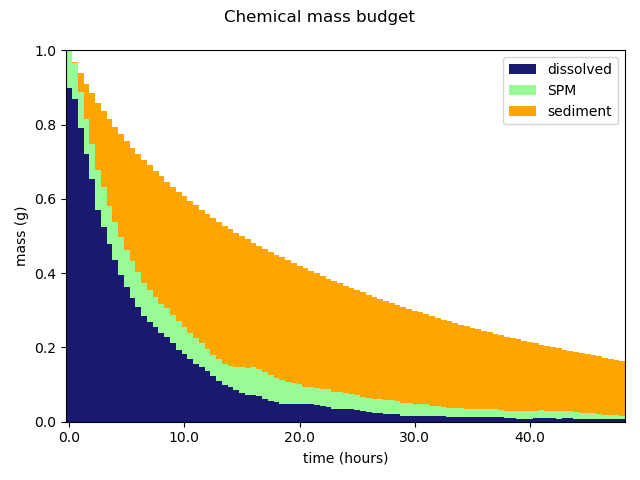 Chemical mass budget
1.0
0.8
0.6
0.4
0.2
0.0
mass (g)
dissolved
SPM
sediment
0.0 10.0 20.0 30.0 40.0
time (hours)